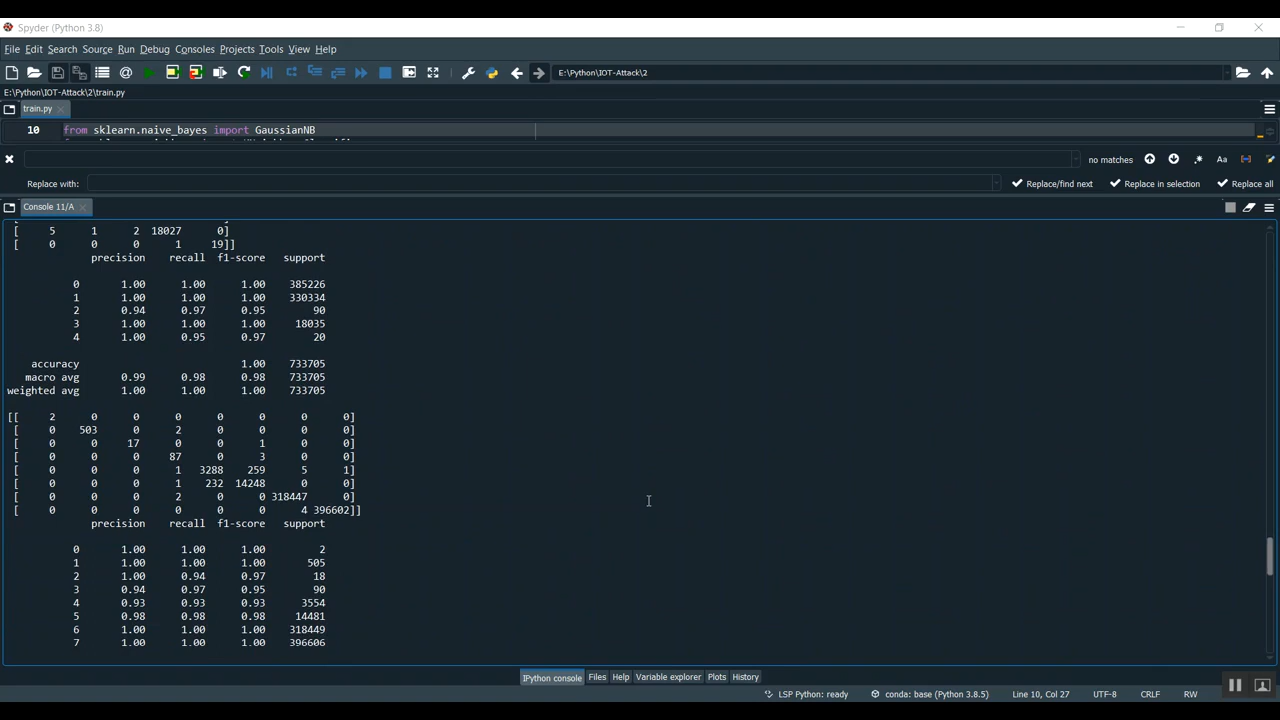 Spyder (Python 3.8)
File Edit Search Source Run Debug Consoles Projects Tools View Help
E:\Python\IOT-Attack\2
E:\Python\IOT-Attack\2\train.py
train.py
10 from sklearn.naive_bayes import GaussianNB
no matches
Aa
Replace with: Replace/find next Replace in selection Replace all
Console 11/A
[ 5 1 2 18027 0]
[ 0 0 0 1 19]]
precision recall f1-score support
0 1.00 1.00 1.00 385226
1 1.00 1.00 1.00 330334
2 0.94 0.97 0.95 90
3 1.00 1.00 1.00 18035
4 1.00 0.95 0.97 20
accuracy 1.00 733705
macro avg 0.99 0.98 0.98 733705
weighted avg 1.00 1.00 1.00 733705
[[ 2 0 0 0 0 0 0 0]
[ 0 503 0 2 0 0 0 0]
[ 0 0 17 0 0 1 0 0]
[ 0 0 0 87 0 3 0 0]
[ 0 0 0 1 3288 259 5 1]
[ 0 0 0 1 232 14248 0 0]
[ 0 0 0 2 0 0 318447 0]
[ 0 0 0 0 0 0 4 396602]]
precision recall f1-score support
0 1.00 1.00 1.00 2
1 1.00 1.00 1.00 505
2 1.00 0.94 0.97 18
3 0.94 0.97 0.95 90
4 0.93 0.93 0.93 3554
5 0.98 0.98 0.98 14481
6 1.00 1.00 1.00 318449
7 1.00 1.00 1.00 396606
IPython console Files Help Variable explorer Plots History
LSP Python: ready conda: base (Python 3.8.5) Line 10, Col 27 UTF-8 CRLF RW